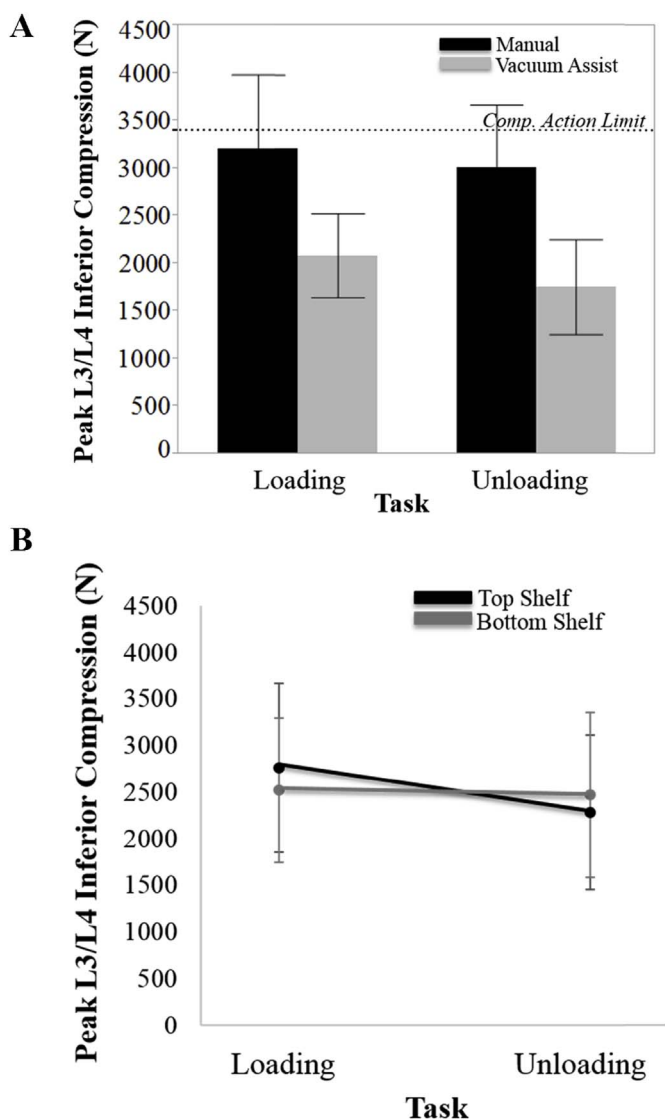 A
Peak L3/L4 Inferior Compression (N)
4500
4000
3500
3000
2500
2000
1500
1000
500
0
Manual
Vacuum Assist
Comp. Action Limit
Loading
Unloading
Task
B
Peak L3/L4 Inferior Compression (N)
4500
4000
3500
3000
2500
2000
1500
1000
500
0
Top Shelf
Bottom Shelf
Loading
Unloading
Task